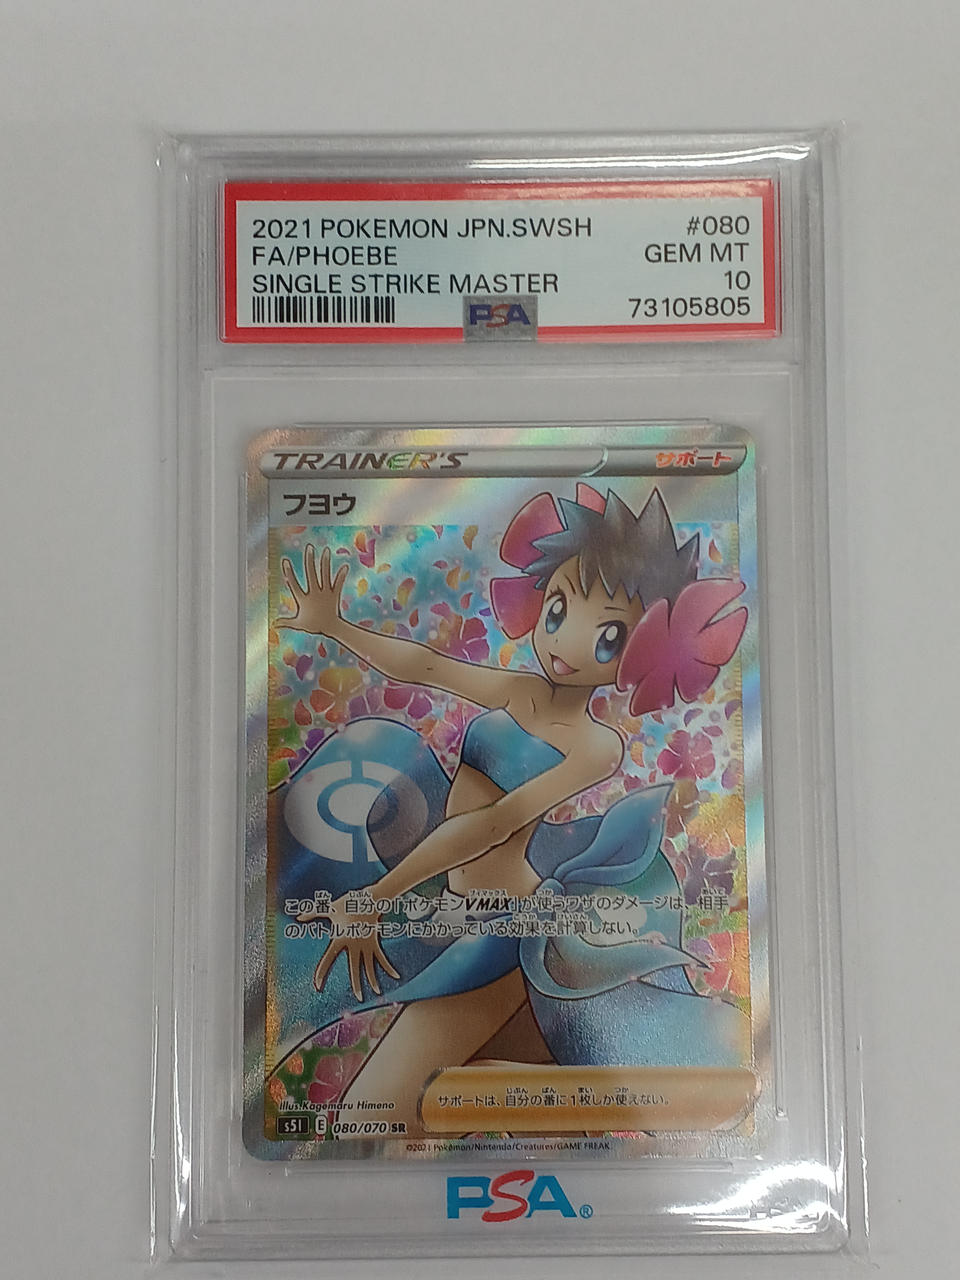 2021 POKEMON JPN.SWSH #080
FA/PHOEBE GEM MT
SINGLE STRIKE MASTER 10
73105805
PSA
TRAINER'S サポート
フヨウ
この番、自分の「ポケモンVMAX」が使うワザのダメージは、相手
のバトルポケモンにかかっている効果を計算しない。
サポートは、自分の番に1枚しか使えない。
Illus.Kagemaru Himeno
s5I E 080/070 SR
©2021 Pokémon/Nintendo/Creatures/GAME FREAK.
PSA®